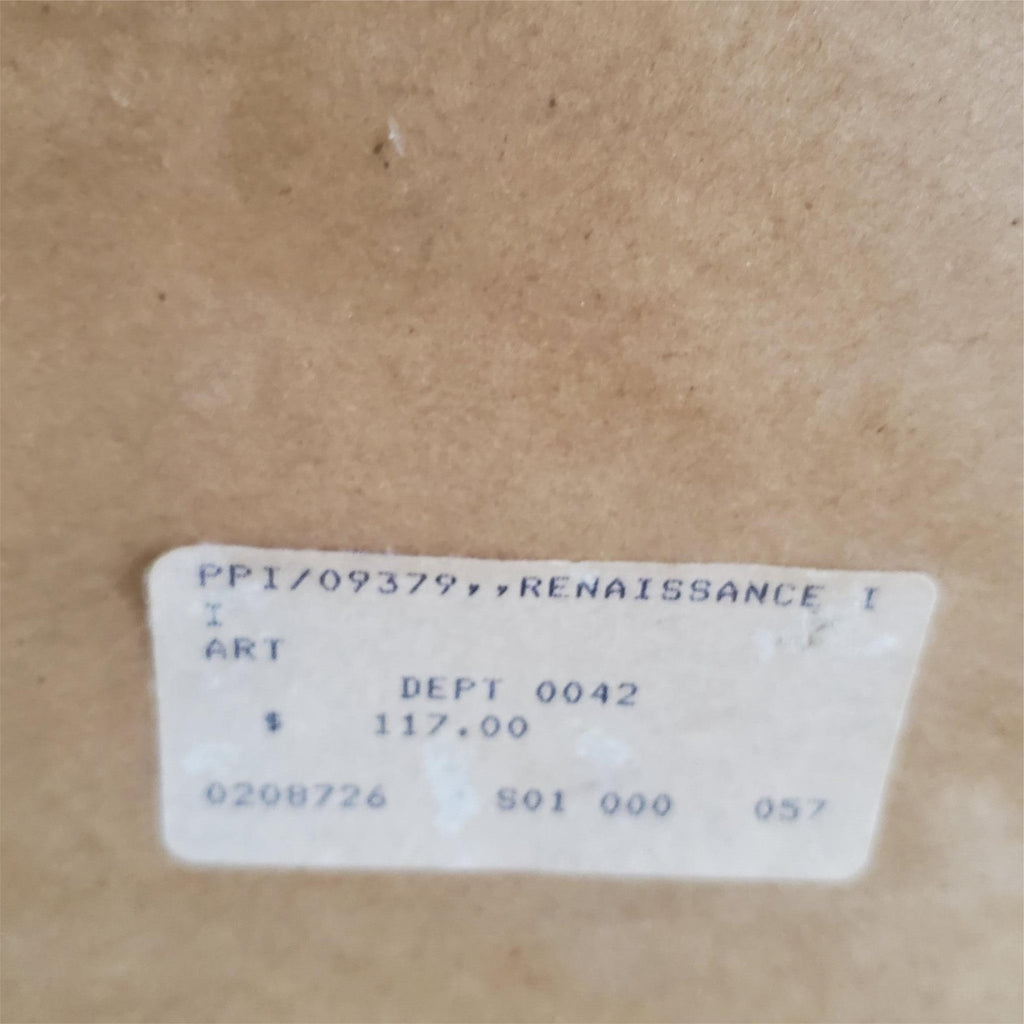 PPI/09379,,RENAISSANCE I
I
ART
DEPT 0042
$ 117.00
0208726 S01 000 057